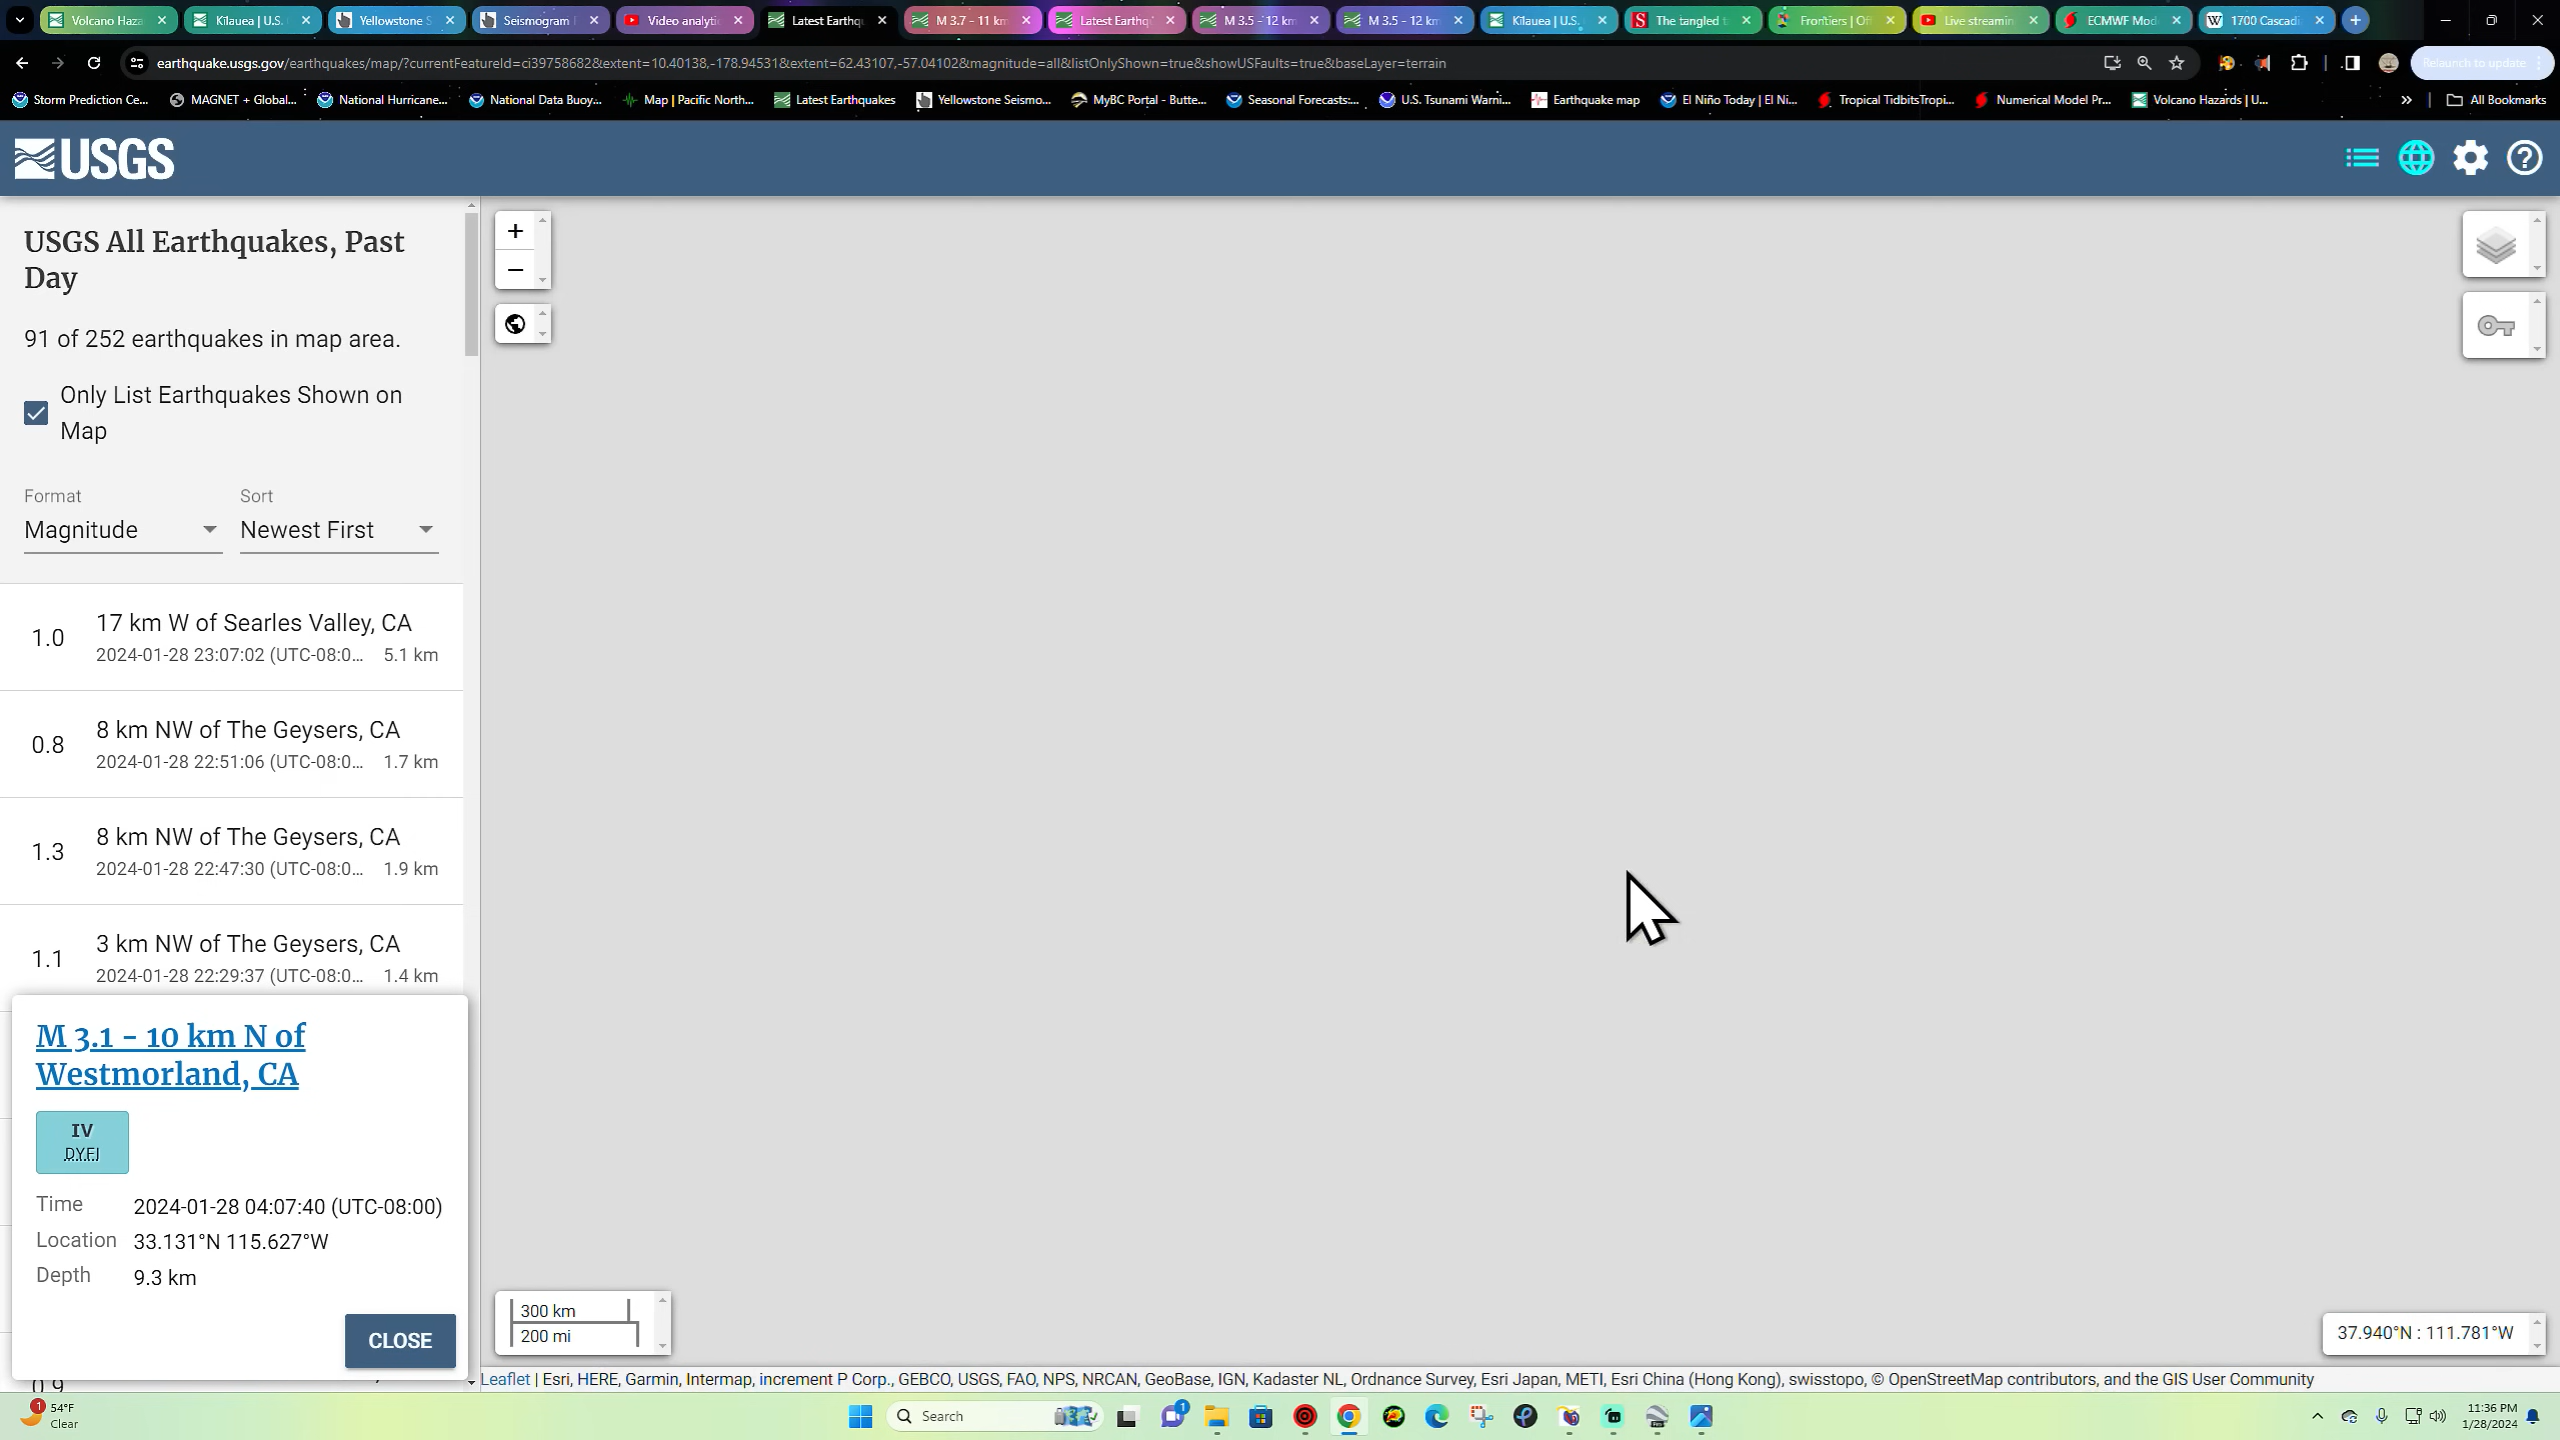 Volcano Haza
Kīlauea | U.S.
Yellowstone S
Seismogram
Video analytic
Latest Earthqu
M 3.7 - 11 km
Latest Earthq
M 3.5 - 12 km
M 3.5 - 12 km
Kīlauea | U.S.
The tangled t
Frontiers | Of
Live streamin
ECMWF Mod
1700 Cascadi
earthquake.usgs.gov/earthquakes/map/?currentFeatureId=ci39758682&extent=10.40138,-178.94531&extent=62.43107,-57.04102&magnitude=all&listOnlyShown=true&showUSFaults=true&baseLayer=terrain
Relaunch to update
Storm Prediction Ce...
MAGNET + Global...
National Hurricane...
National Data Buoy...
Map | Pacific North...
Latest Earthquakes
Yellowstone Seismo...
MyBC Portal - Butte...
Seasonal Forecasts:...
U.S. Tsunami Warni...
Earthquake map
El Niño Today | El Ni...
Tropical TidbitsTropi...
Numerical Model Pr...
Volcano Hazards | U...
All Bookmarks
USGS
USGS All Earthquakes, Past
Day
91 of 252 earthquakes in map area.
Only List Earthquakes Shown on
Map
Format
Sort
Magnitude
Newest First
1.0
17 km W of Searles Valley, CA
2024-01-28 23:07:02 (UTC-08:0... 5.1 km
0.8
8 km NW of The Geysers, CA
2024-01-28 22:51:06 (UTC-08:0... 1.7 km
1.3
8 km NW of The Geysers, CA
2024-01-28 22:47:30 (UTC-08:0... 1.9 km
1.1
3 km NW of The Geysers, CA
2024-01-28 22:29:37 (UTC-08:0... 1.4 km
M 3.1 - 10 km N of
Westmorland, CA
IV
DYFI
Time 2024-01-28 04:07:40 (UTC-08:00)
Location 33.131°N 115.627°W
Depth 9.3 km
CLOSE
0.9
300 km
200 mi
37.940°N : 111.781°W
Leaflet | Esri, HERE, Garmin, Intermap, increment P Corp., GEBCO, USGS, FAO, NPS, NRCAN, GeoBase, IGN, Kadaster NL, Ordnance Survey, Esri Japan, METI, Esri China (Hong Kong), swisstopo, © OpenStreetMap contributors, and the GIS User Community
1
54°F
Clear
Search
1
11:36 PM
1/28/2024